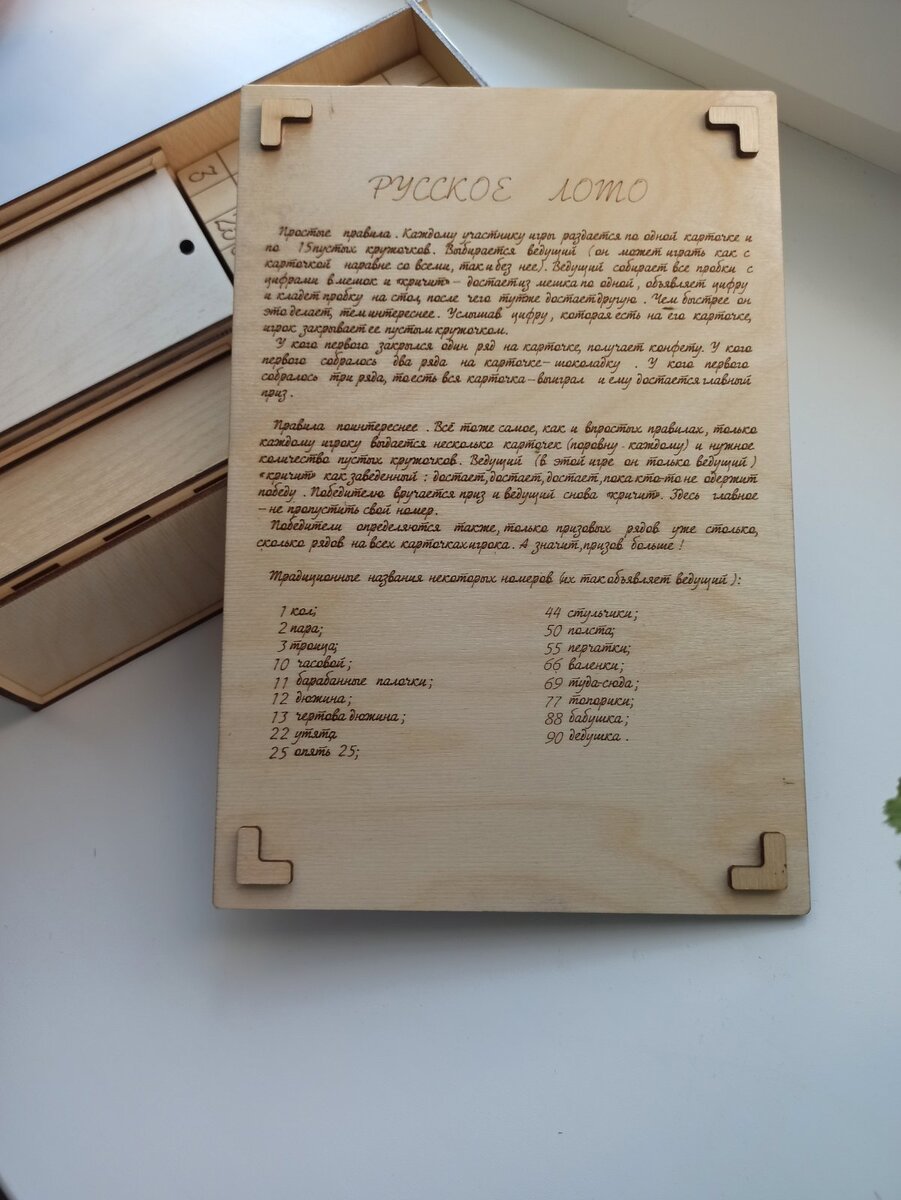 РУССКОЕ ЛОТО
Простые правила. Каждому участнику игры раздается по одной карточке и
по 15 пустых кружочков. Выбирается ведущий (он может играть как с
карточкой наравне со всеми, так и без нее). Ведущий собирает все пробки с
цифрами в мешок и «кричит» – достает из мешка по одной, объявляет цифру
и кладет пробку на стол, после чего тут же достает другую. Чем быстрее он
это делает, тем интереснее. Услышав цифру, которая есть на его карточке,
игрок закрывает ее пустым кружочком.
У кого первого закрылся один ряд на карточке, получает конфету. У кого
первого собралось два ряда на карточке – шоколадку. У кого первого
собралось три ряда, то есть вся карточка – выиграл и ему достается главный
приз.
Правила поинтереснее. Всё тоже самое, как и в простых правилах, только
каждому игроку выдается несколько карточек (поровну - каждому) и нужное
количество пустых кружочков. Ведущий (в этой игре он только ведущий)
«кричит» как заведенный: достает, достает, достает, пока кто-то не одержит
победу. Победителю вручается приз и ведущий снова «кричит». Здесь главное
– не пропустить свой номер.
Победители определяются также, только призовых рядов уже столько,
сколько рядов на всех карточках игрока. А значит, призов больше!
Традиционные названия некоторых номеров (их так объявляет ведущий):
1 кол;
2 пара;
3 троица;
10 часовой;
11 барабанные палочки;
12 дюжина;
13 чертова дюжина;
22 утята
25 опять 25;
44 стульчики;
50 полста;
55 перчатки;
66 валенки;
69 туда-сюда;
77 топорики;
88 бабушка;
90 дедушка.
3